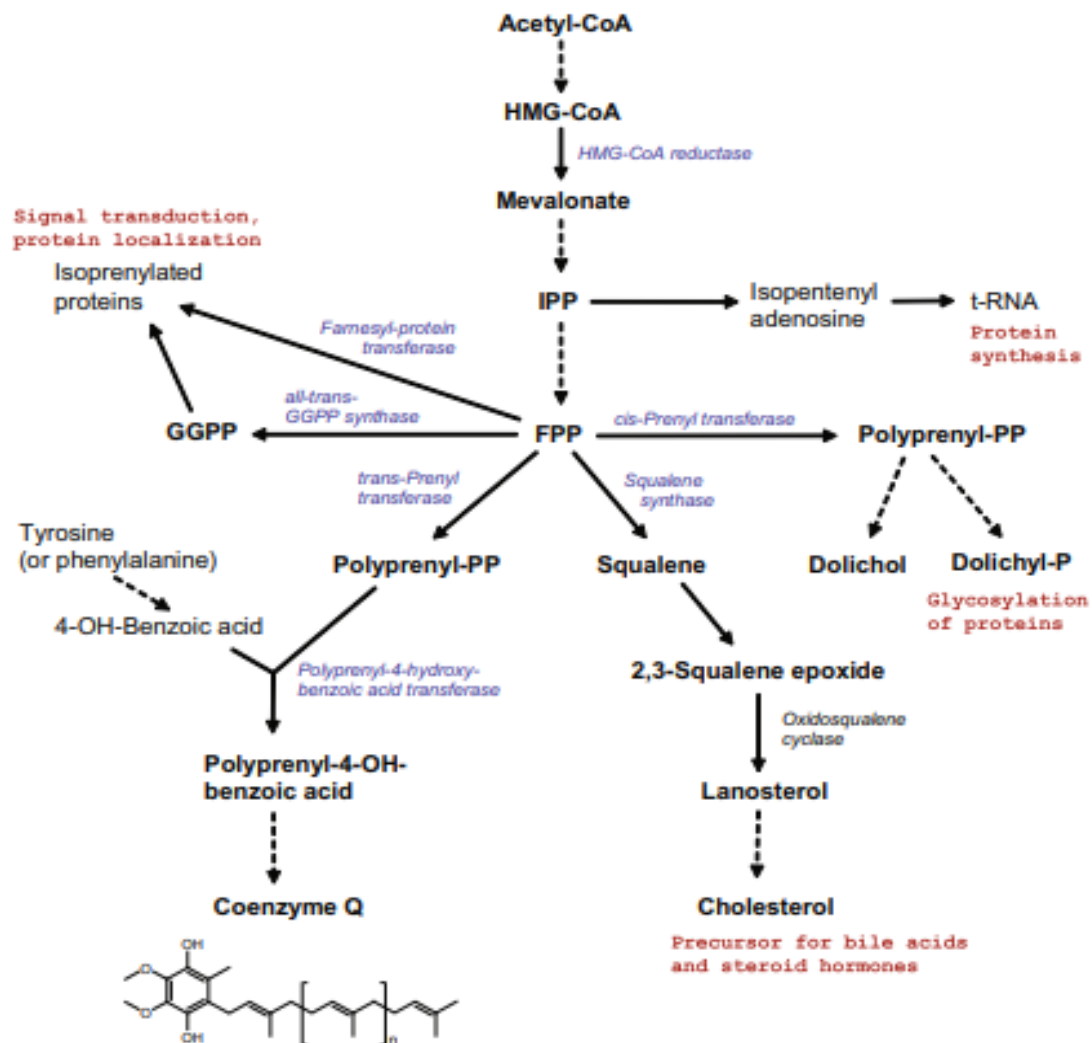 Acetyl-CoA
HMG-CoA
HMG-CoA reductase
Mevalonate
Signal transduction,
protein localization
Isoprenylated
proteins
IPP
Isopentenyl
adenosine
t-RNA
Protein
synthesis
Farnesyl-protein
transferase
all-trans-
GGPP synthase
GGPP
FPP
cis-Prenyl transferase
Polyprenyl-PP
trans-Prenyl
transferase
Squalene
synthase
Tyrosine
(or phenylalanine)
Polyprenyl-PP
Squalene
Dolichol
Dolichyl-P
Glycosylation
of proteins
4-OH-Benzoic acid
Polyprenyl-4-hydroxy-
benzoic acid transferase
2,3-Squalene epoxide
Oxidosqualene
cyclase
Polyprenyl-4-OH-
benzoic acid
Lanosterol
Coenzyme Q
Cholesterol
Precursor for bile acids
and steroid hormones
OH
O
O
OH
n